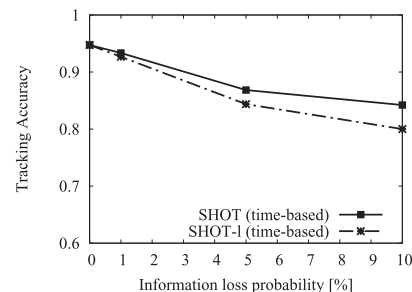 1
0.9
0.8
0.7
0.6
Tracking Accuracy
SHOT (time-based)
SHOT-l (time-based)
0 1 2 3 4 5 6 7 8 9 10
Information loss probability [%]